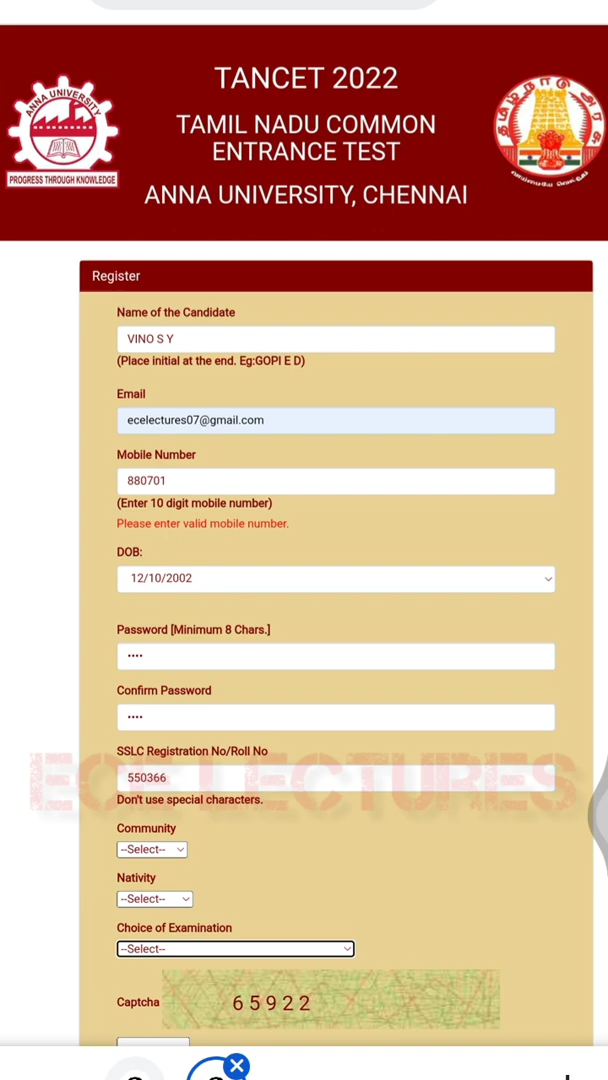 TANCET 2022
TAMIL NADU COMMON
ENTRANCE TEST
ANNA UNIVERSITY, CHENNAI
ANNA UNIVERSITY
PROGRESS THROUGH KNOWLEDGE
தமிழ்நாடு அரசு
வாய்மையே வெல்லும்
Register
Name of the Candidate
VINO S Y
(Place initial at the end. Eg:GOPI E D)
Email
ecelectures07@gmail.com
Mobile Number
880701
(Enter 10 digit mobile number)
Please enter valid mobile number.
DOB:
12/10/2002
Password [Minimum 8 Chars.]
••••
Confirm Password
••••
SSLC Registration No/Roll No
ECE LECTURES
550366
Don't use special characters.
Community
--Select--
Nativity
--Select--
Choice of Examination
--Select--
Captcha
65922